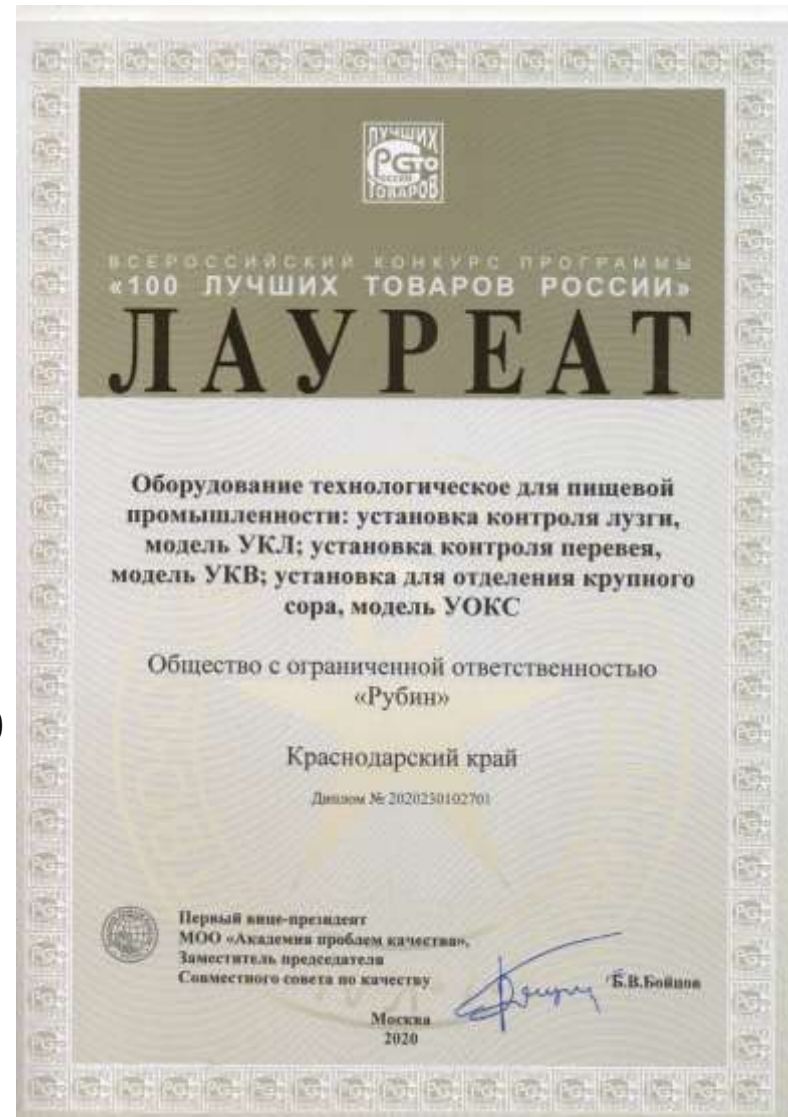 ЛУЧШИХ
PGTO
РОССИИ
ТОВАРОВ
ВСЕРОССИЙСКИЙ КОНКУРС ПРОГРАММЫ
«100 ЛУЧШИХ ТОВАРОВ РОССИИ»
ЛАУРЕАТ
Оборудование технологическое для пищевой
промышленности: установка контроля лузги,
модель УКЛ; установка контроля перевея,
модель УКВ; установка для отделения крупного
сора, модель УОКС
Общество с ограниченной ответственностью
«Рубин»
Краснодарский край
Диплом № 2020230102701
Первый вице-президент
МОО «Академия проблем качества»,
Заместитель председателя
Совместного совета по качеству
Б.В.Бойцов
Москва
2020
)